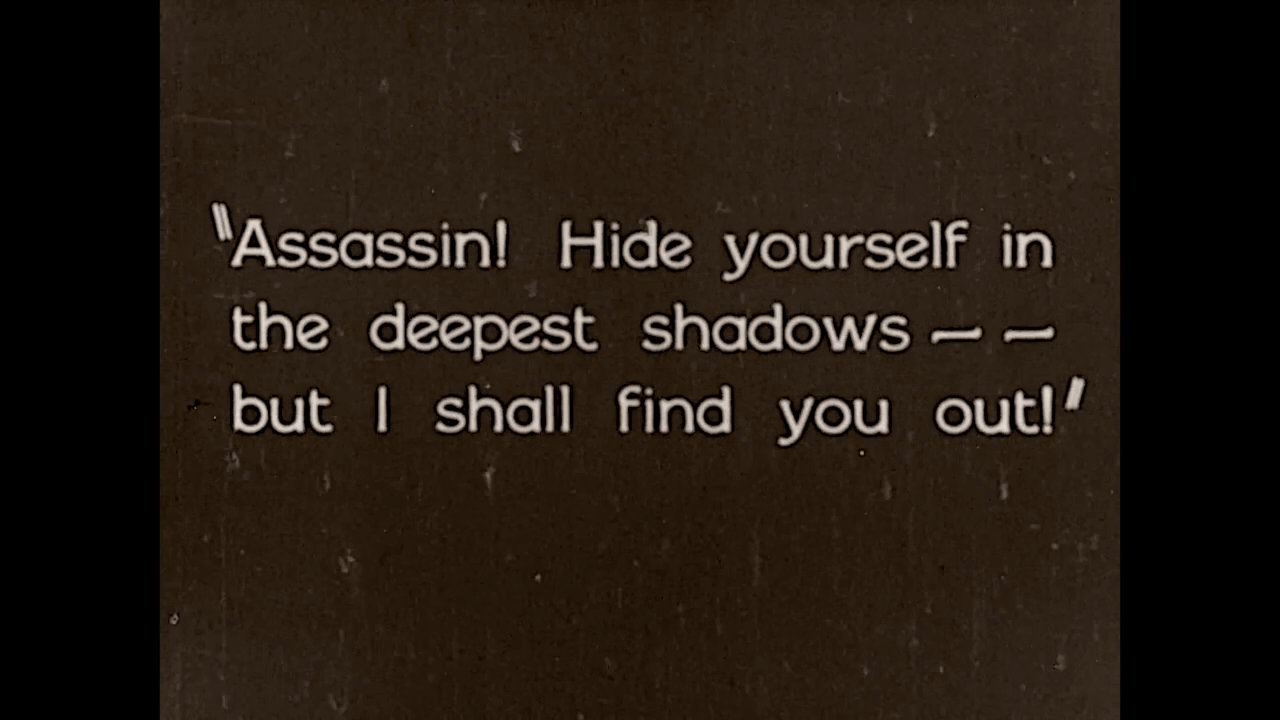 "Assassin! Hide yourself in
the deepest shadows — —
but I shall find you out!"